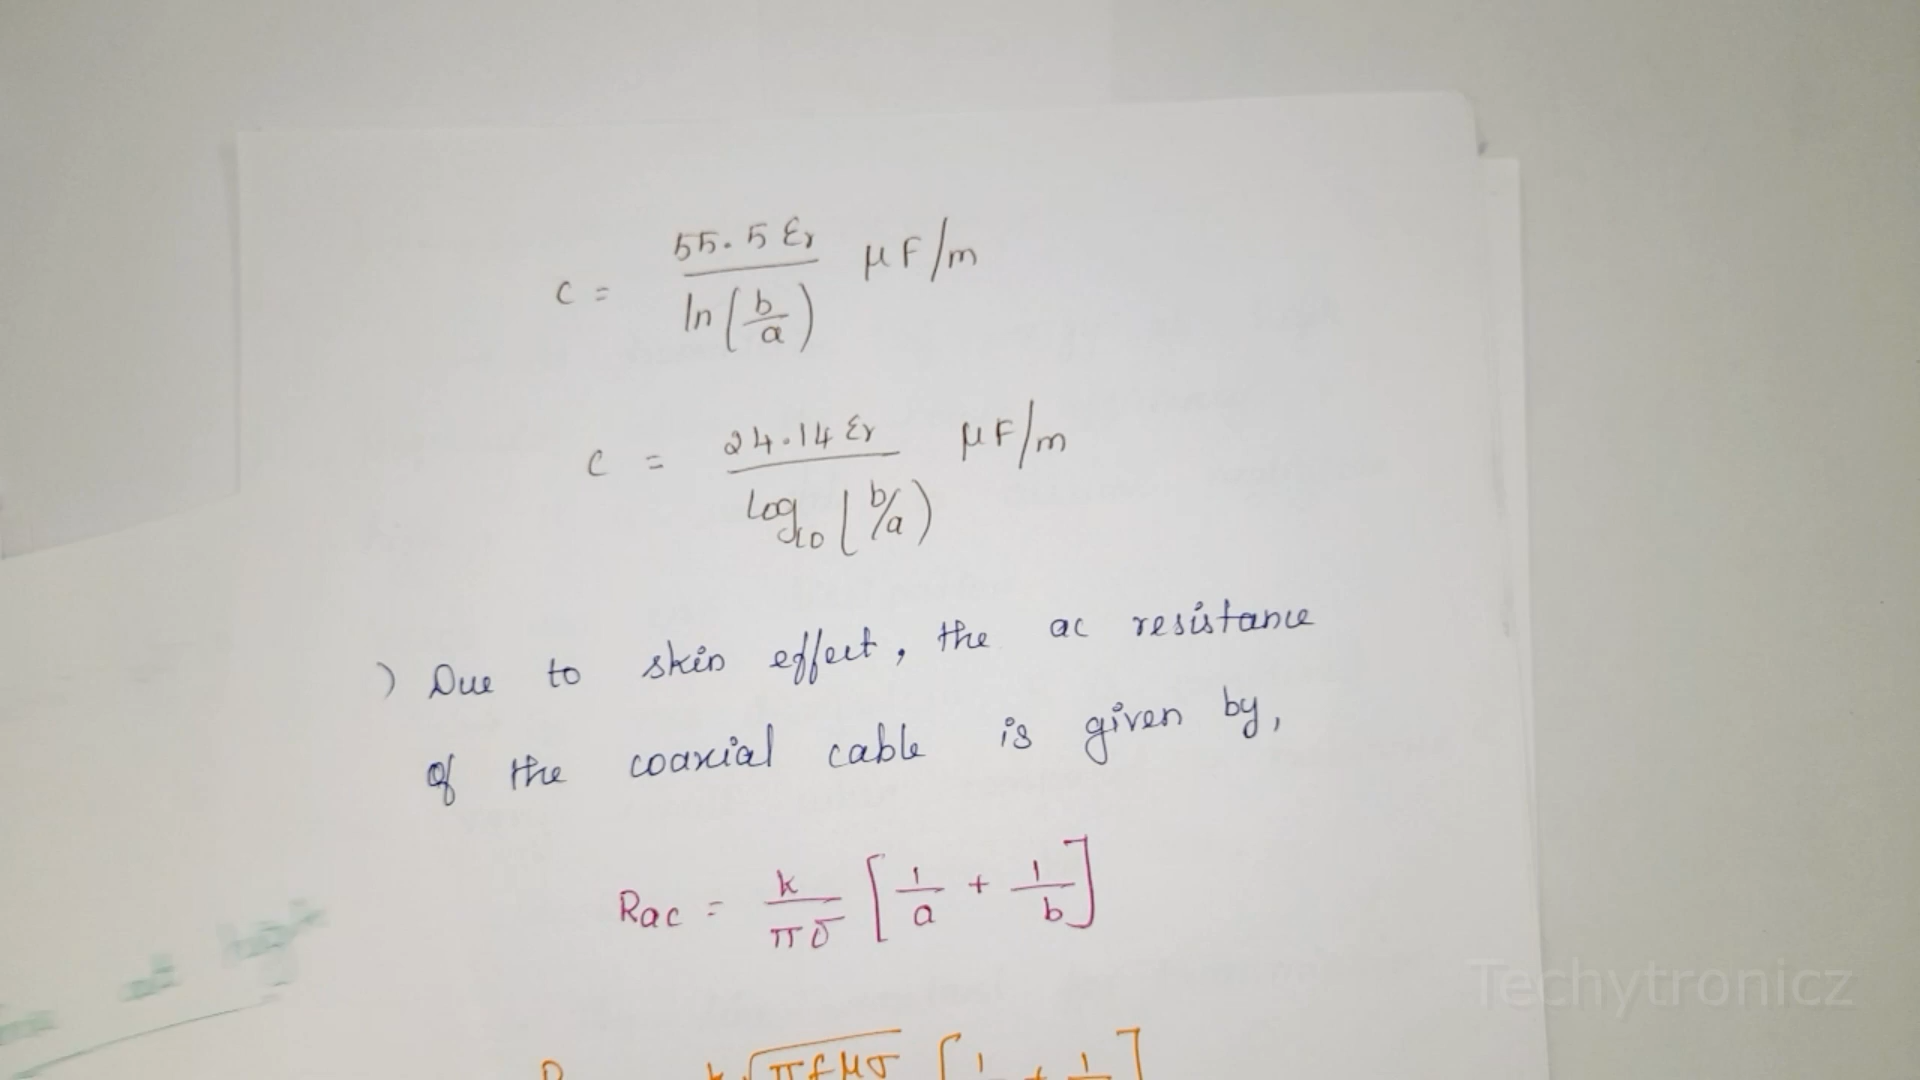 C = 55.5 εr / ln(b/a) μF/m
C = 24.14 εr / Log10(b/a) μF/m
) Due to skin effect, the ac resistance
of the coaxial cable is given by,
Rac = k/πσ [1/a + 1/b]
Techytronicz